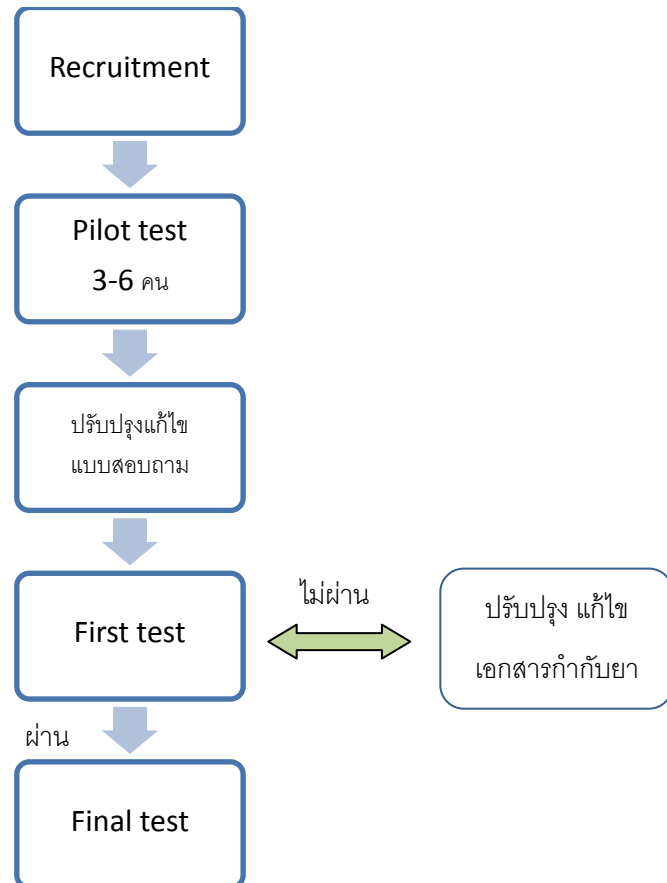 Recruitment
Pilot test
3-6 คน
ปรับปรุงแก้ไข
แบบสอบถาม
First test
ไม่ผ่าน
ปรับปรุง แก้ไข
เอกสารกำกับยา
ผ่าน
Final test